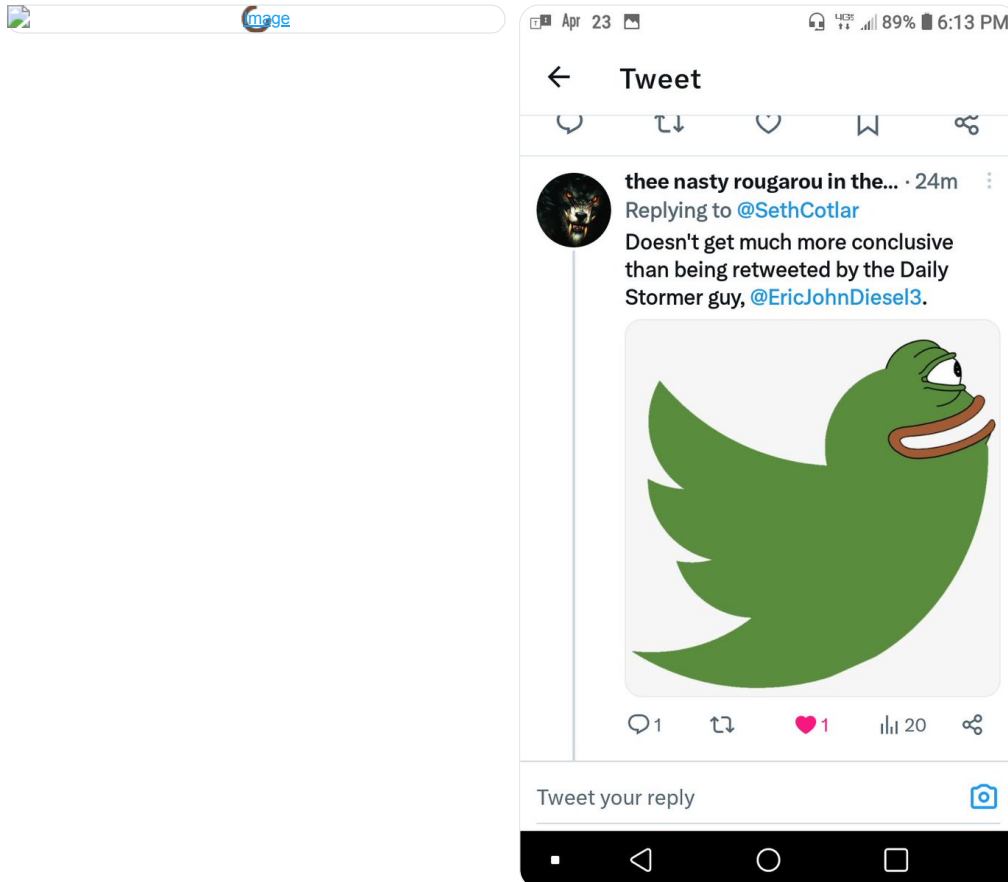 Image
Apr 23 4G 89% 6:13 PM
Tweet
thee nasty rougarou in the... · 24m
Replying to @SethCotlar
Doesn't get much more conclusive
than being retweeted by the Daily
Stormer guy, @EricJohnDiesel3.
1 1 20
Tweet your reply